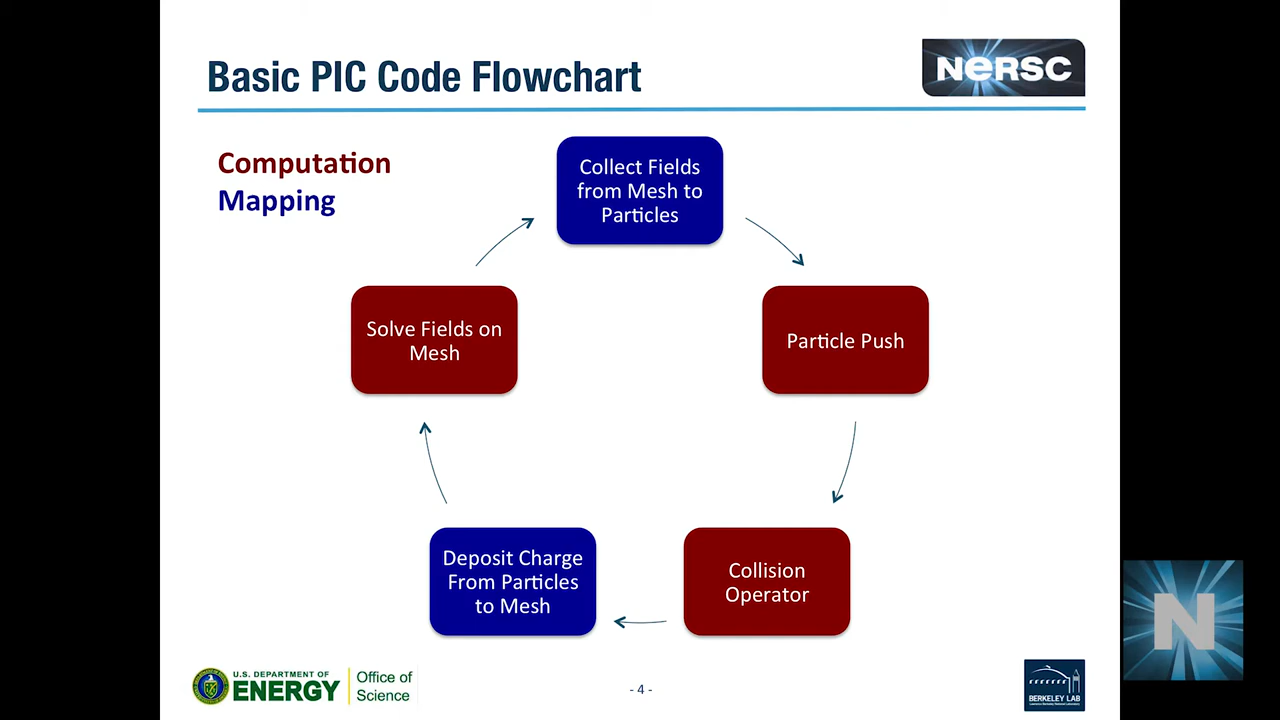 Basic PIC Code Flowchart
NERSC
Computation
Mapping
Collect Fields
from Mesh to
Particles
Solve Fields on
Mesh
Particle Push
Deposit Charge
From Particles
to Mesh
Collision
Operator
U.S. DEPARTMENT OF
ENERGY
Office of
Science
- 4 -
BERKELEY LAB
N